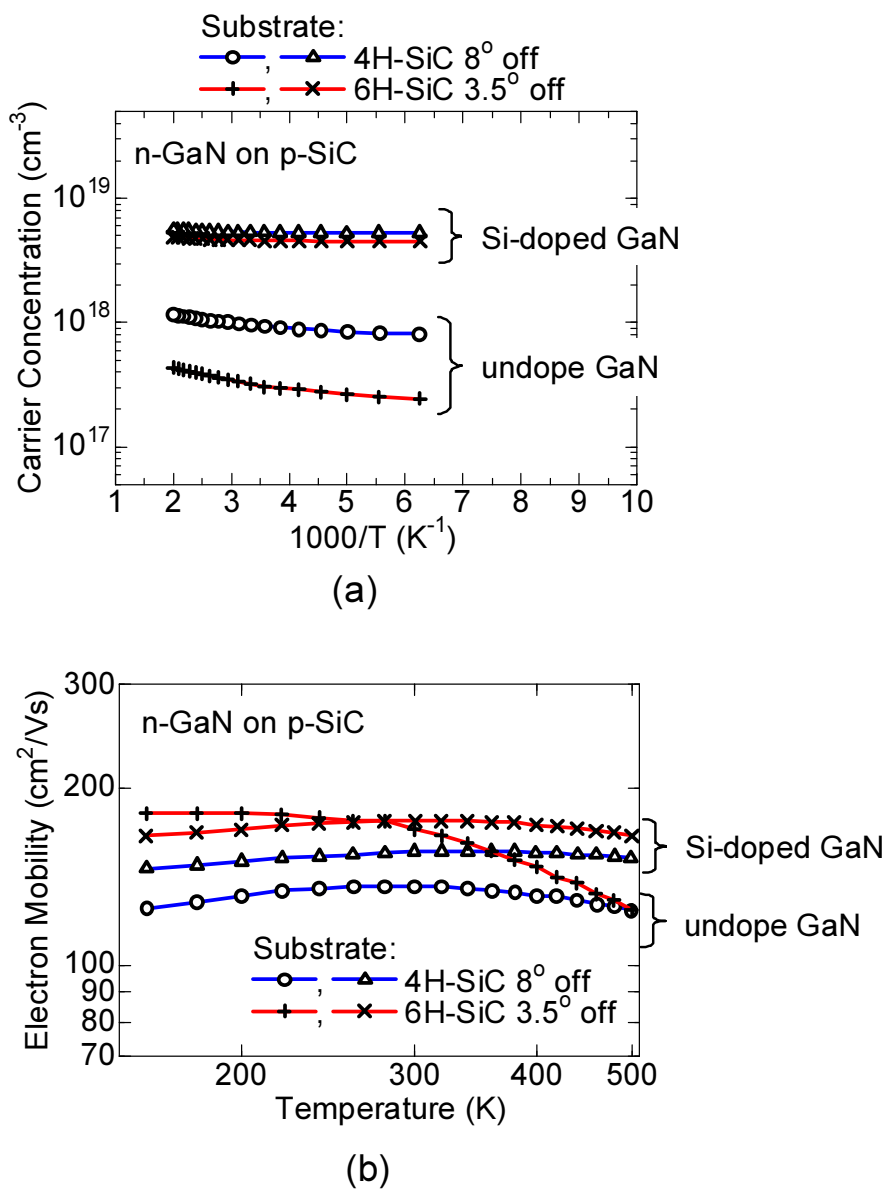 Substrate:
, 4H-SiC 8° off
, 6H-SiC 3.5° off
n-GaN on p-SiC
Carrier Concentration (cm-3)
10^19
10^18
10^17
Si-doped GaN
undope GaN
1 2 3 4 5 6 7 8 9 10
1000/T (K-1)
(a)
n-GaN on p-SiC
Electron Mobility (cm2/Vs)
300
200
100
90
80
70
Si-doped GaN
undope GaN
Substrate:
, 4H-SiC 8° off
, 6H-SiC 3.5° off
200 300 400 500
Temperature (K)
(b)